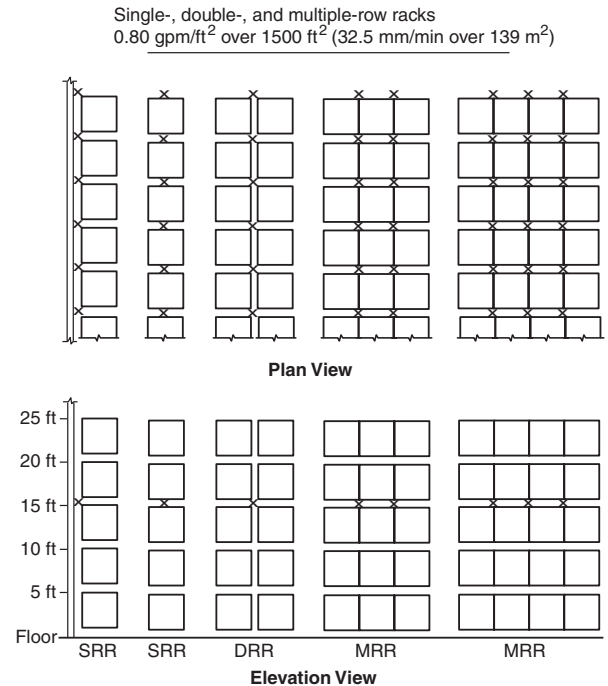 Single-, double-, and multiple-row racks
0.80 gpm/ft² over 1500 ft² (32.5 mm/min over 139 m²)
Plan View
25 ft
20 ft
15 ft
10 ft
5 ft
Floor
SRR SRR DRR MRR MRR
Elevation View